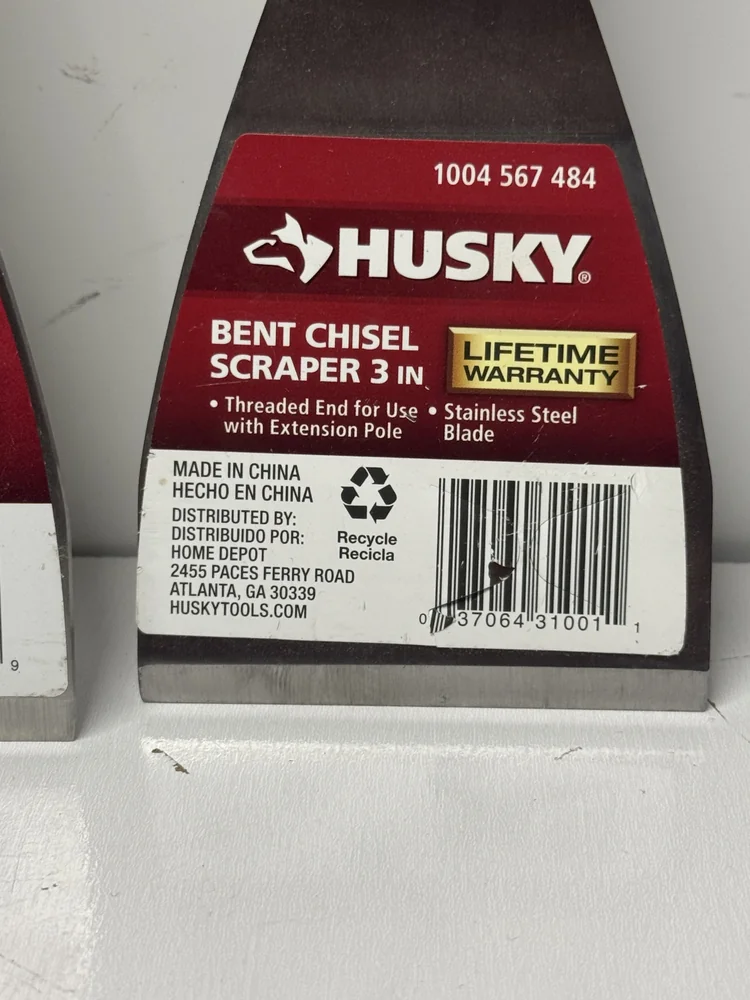 1004 567 484
HUSKY®
BENT CHISEL
SCRAPER 3 IN
LIFETIME
WARRANTY
• Threaded End for Use
with Extension Pole
• Stainless Steel
Blade
MADE IN CHINA
HECHO EN CHINA
DISTRIBUTED BY:
DISTRIBUIDO POR:
HOME DEPOT
2455 PACES FERRY ROAD
ATLANTA, GA 30339
HUSKYTOOLS.COM
Recycle
Recicla
0 37064 31001 1
9